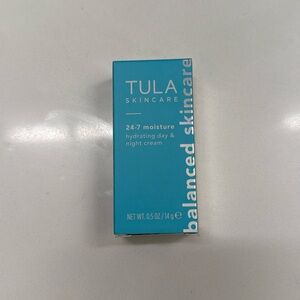 TULA
SKINCARE
24-7 moisture
hydrating day &
night cream
NET WT. 0.5 OZ / 14 g ℮
balanced skincare